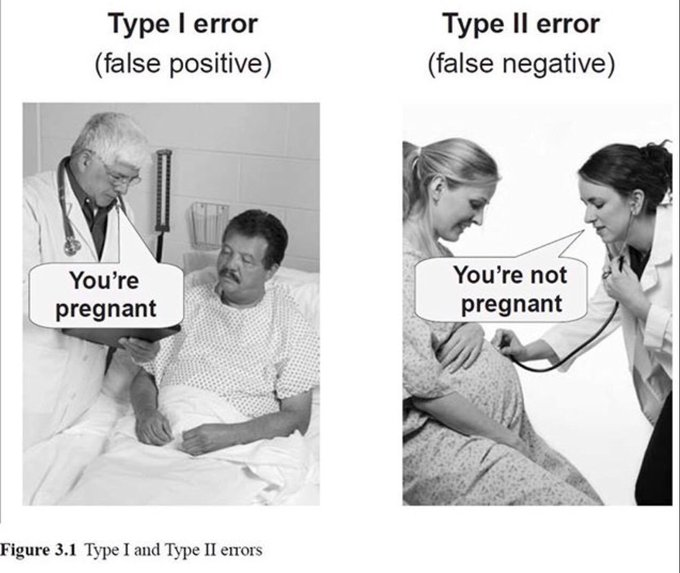 Type I error
(false positive)
Type II error
(false negative)
You're
pregnant
You're not
pregnant
Figure 3.1 Type I and Type II errors